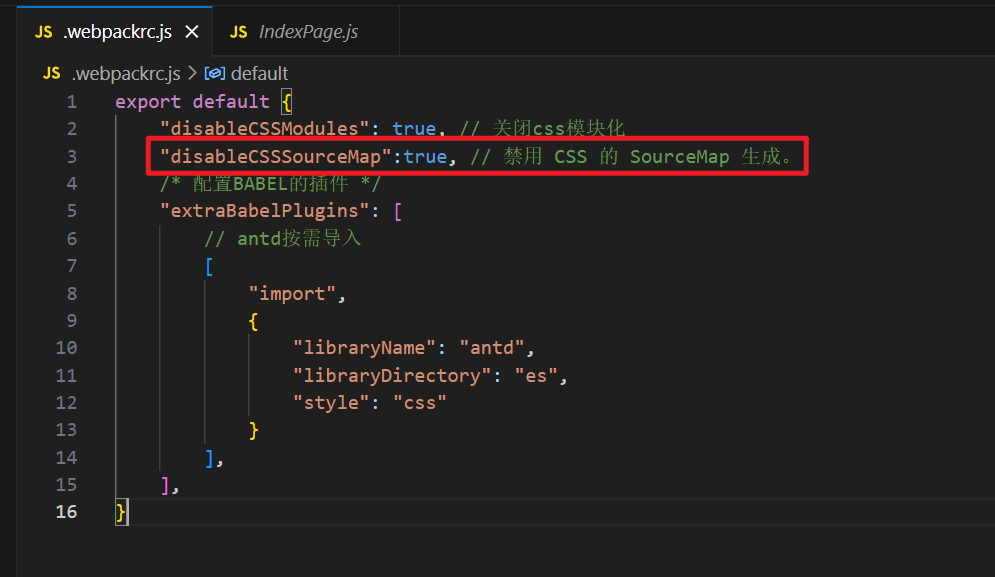 JS .webpackrc.js × JS IndexPage.js
JS .webpackrc.js > default
1 export default {
2 "disableCSSModules": true, // 关闭css模块化
3 "disableCSSSourceMap":true, // 禁用 CSS 的 SourceMap 生成。
4 /* 配置BABEL的插件 */
5 "extraBabelPlugins": [
6 // antd按需导入
7 [
8 "import",
9 {
10 "libraryName": "antd",
11 "libraryDirectory": "es",
12 "style": "css"
13 }
14 ],
15 ],
16 }